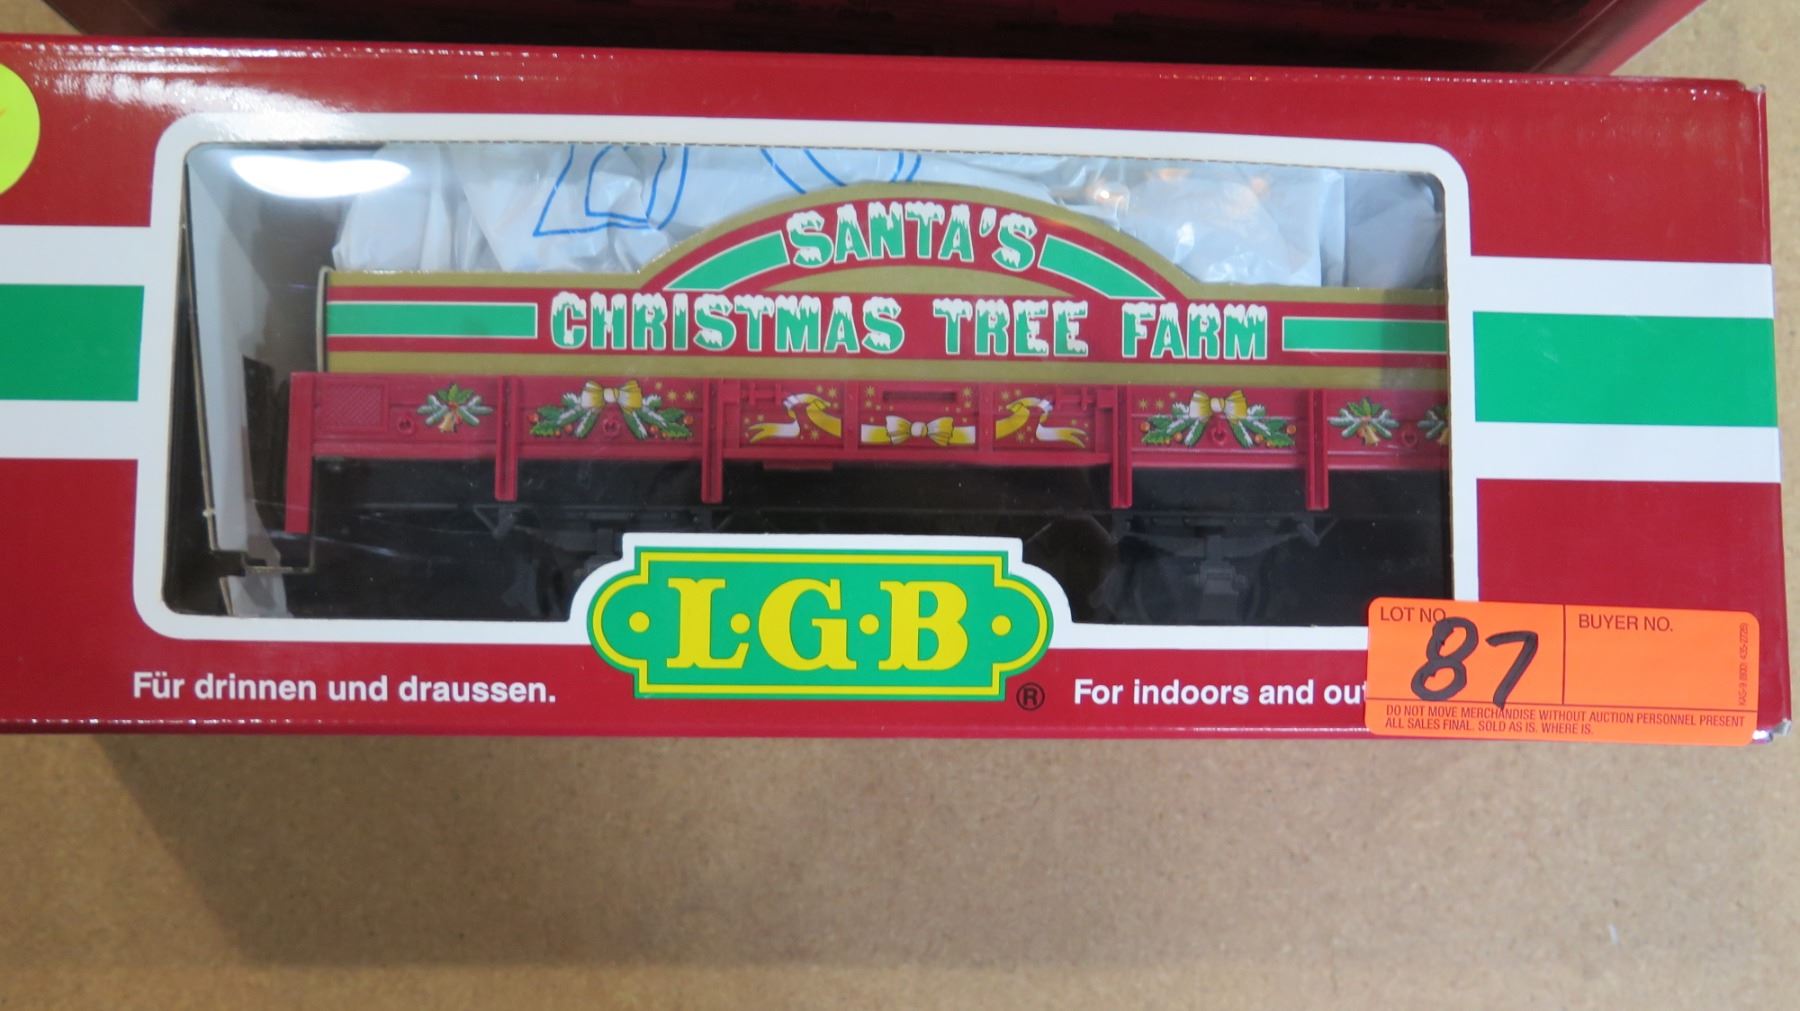 SANTA'S
CHRISTMAS TREE FARM
L·G·B
®
Für drinnen und draussen.
For indoors and
LOT NO.
87
BUYER NO.
DO NOT MOVE MERCHANDISE WITHOUT AUCTION PERSONNEL PRESENT
ALL SALES FINAL. SOLD AS IS. WHERE IS.